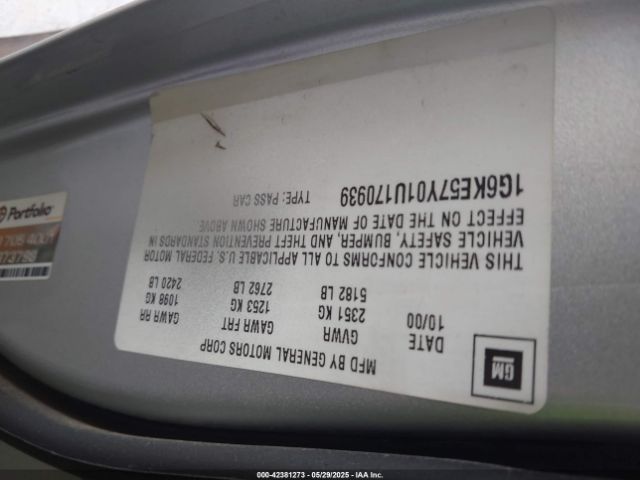 MFD BY GENERAL MOTORS CORP
DATE GVWR GAWR FRT GAWR RR
10/00 2351 KG 1253 KG 1098 KG
5182 LB 2762 LB 2420 LB
THIS VEHICLE CONFORMS TO ALL APPLICABLE U.S. FEDERAL MOTOR
VEHICLE SAFETY, BUMPER, AND THEFT PREVENTION STANDARDS IN
EFFECT ON THE DATE OF MANUFACTURE SHOWN ABOVE
1G6KE57Y01U170939 TYPE: PASS CAR
GM
Portfolio
000-42381273 - 05/29/2025 - IAA Inc.